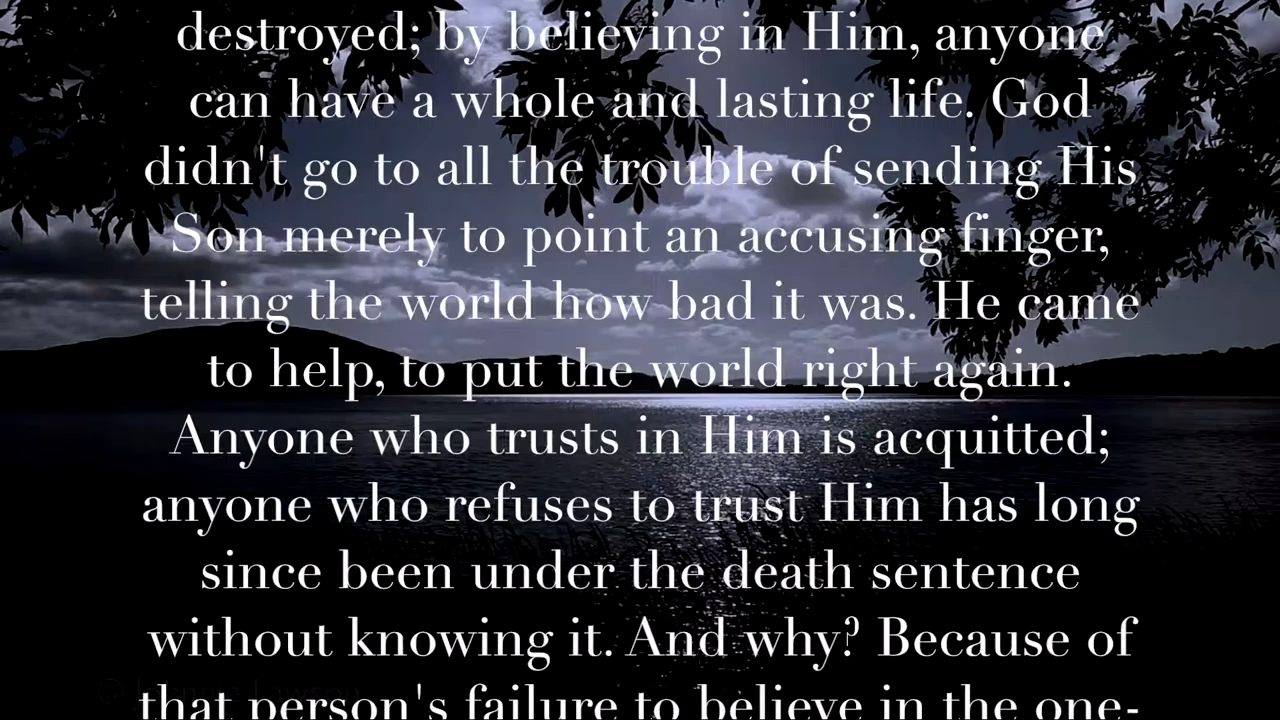 destroyed; by believing in Him, anyone
can have a whole and lasting life. God
didn't go to all the trouble of sending His
Son merely to point an accusing finger,
telling the world how bad it was. He came
to help, to put the world right again.
Anyone who trusts in Him is acquitted;
anyone who refuses to trust Him has long
since been under the death sentence
without knowing it. And why? Because of
that person's failure to believe in the one-